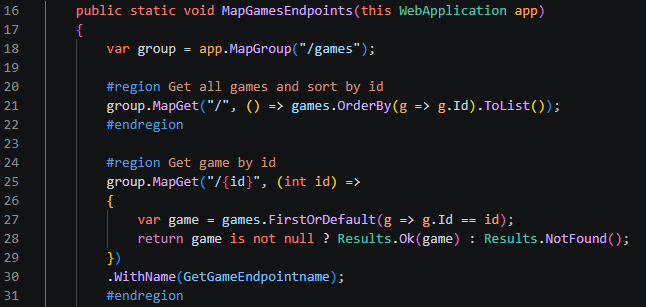 16 public static void MapGamesEndpoints(this WebApplication app)
17 {
18 var group = app.MapGroup("/games");
19
20 #region Get all games and sort by id
21 group.MapGet("/", () => games.OrderBy(g => g.Id).ToList());
22 #endregion
23
24 #region Get game by id
25 group.MapGet("/{id}", (int id) =>
26 {
27 var game = games.FirstOrDefault(g => g.Id == id);
28 return game is not null ? Results.Ok(game) : Results.NotFound();
29 })
30 .WithName(GetGameEndpointname);
31 #endregion